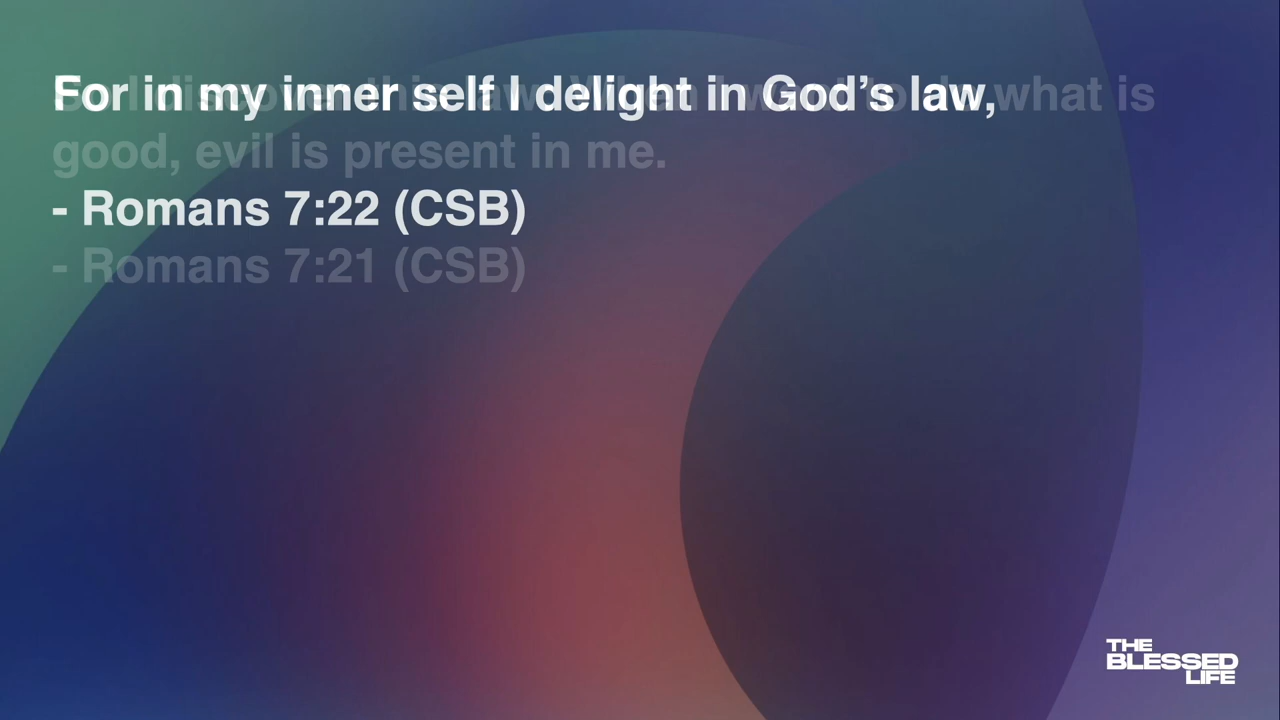 For in my inner self I delight in God’s law,
what is
good, evil is present in me.
- Romans 7:22 (CSB)
- Romans 7:21 (CSB)
THE
BLESSED
LIFE